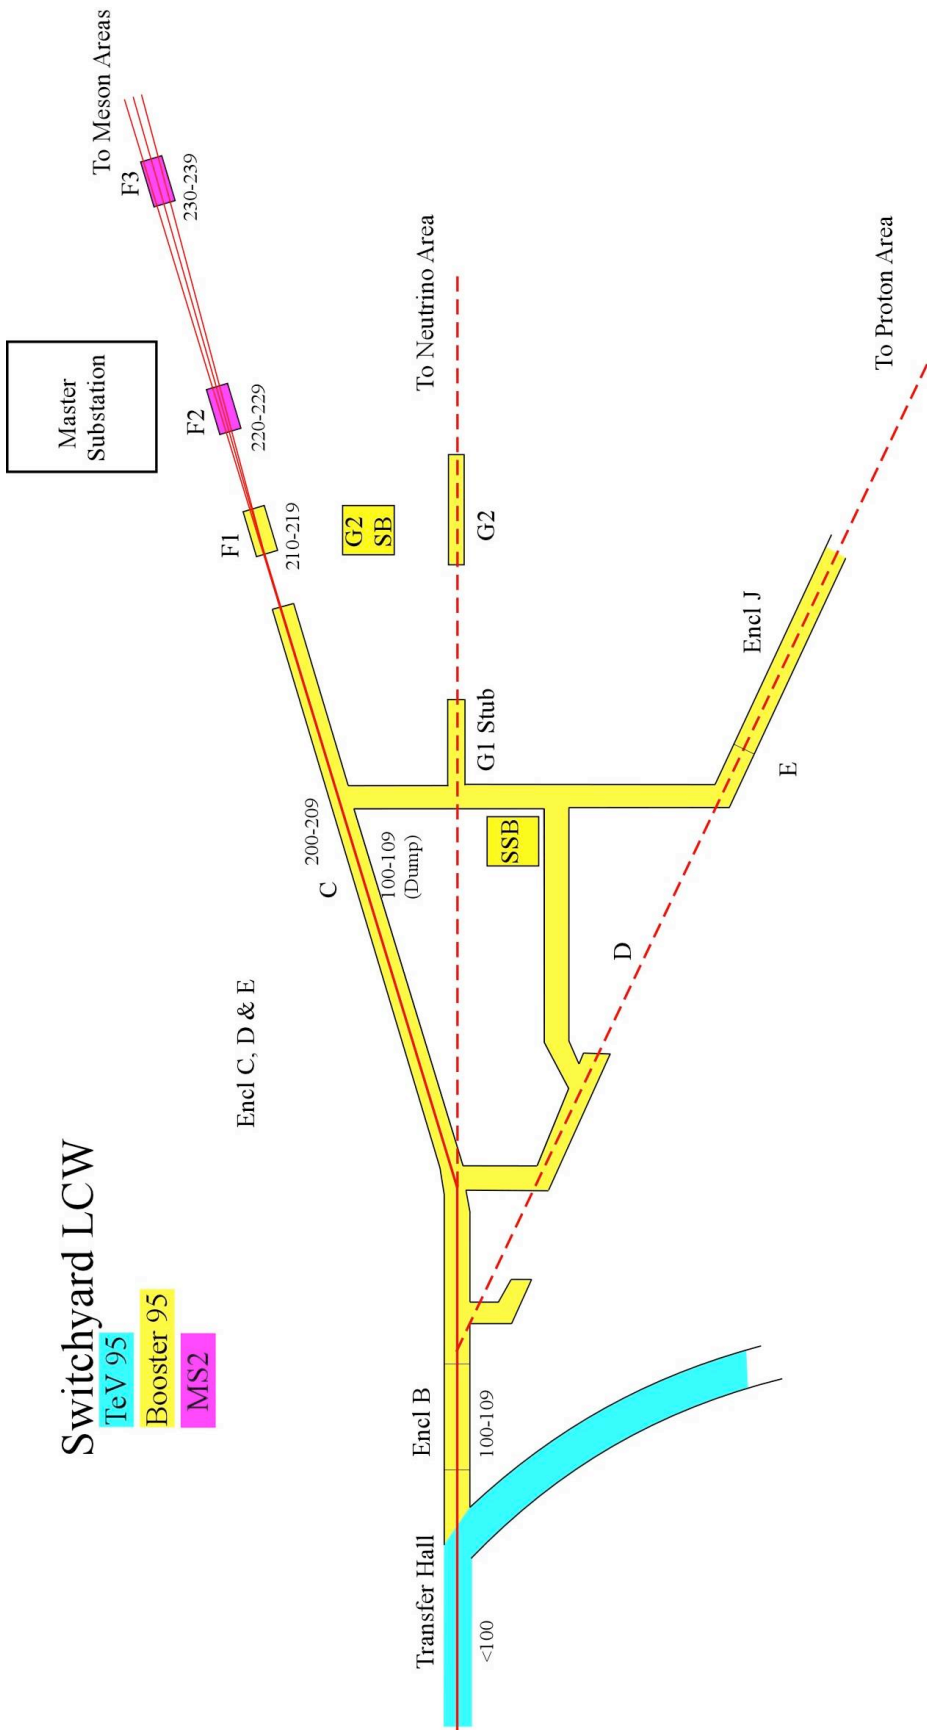 Switchyard LCW
TeV 95
Booster 95
MS2
Encl C, D & E
Master
Substation
To Meson Areas
F3
230-239
F2
220-229
F1
210-219
G2
SB
To Neutrino Area
G2
G1 Stub
200-209
C
100-109
(Dump)
SSB
D
E
Encl J
To Proton Area
Encl B
100-109
Transfer Hall
<100